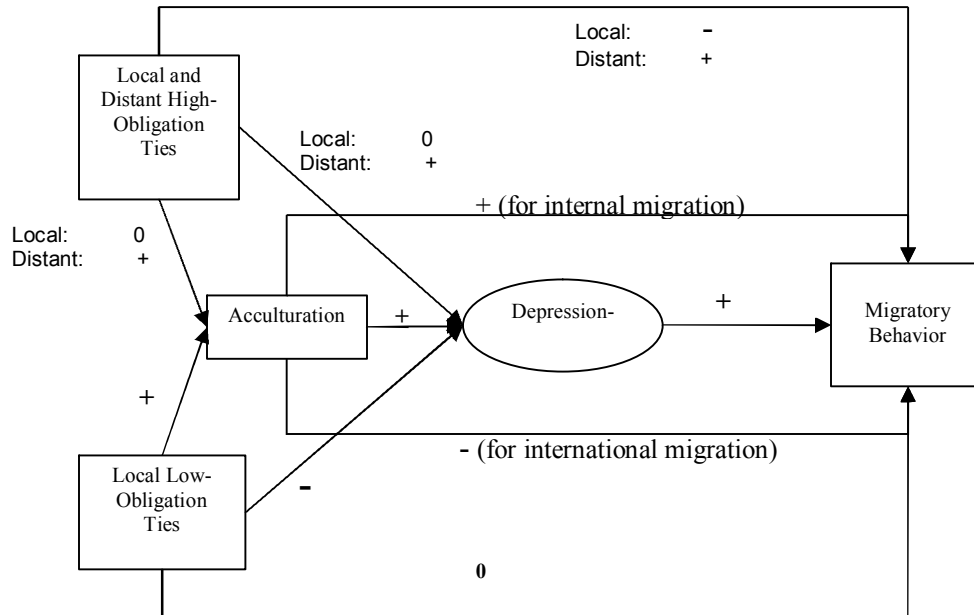 Local: -
Distant: +
Local and
Distant High-
Obligation
Ties
Local: 0
Distant: +
+ (for internal migration)
Local: 0
Distant: +
Acculturation
+
Depression-
+
Migratory
Behavior
+
- (for international migration)
Local Low-
Obligation
Ties
-
0